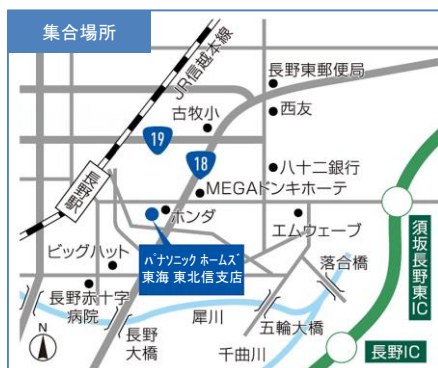 集合場所
JR信越本線
長野東郵便局
古牧小
西友
19
18
八十二銀行
MEGAドンキホーテ
長野駅
ホンダ
エムウェーブ
ビッグハット
パナソニック ホームズ
東海 東北信支店
落合橋
須坂長野東IC
長野赤十字
病院
犀川
五輪大橋
N
長野
大橋
千曲川
長野IC